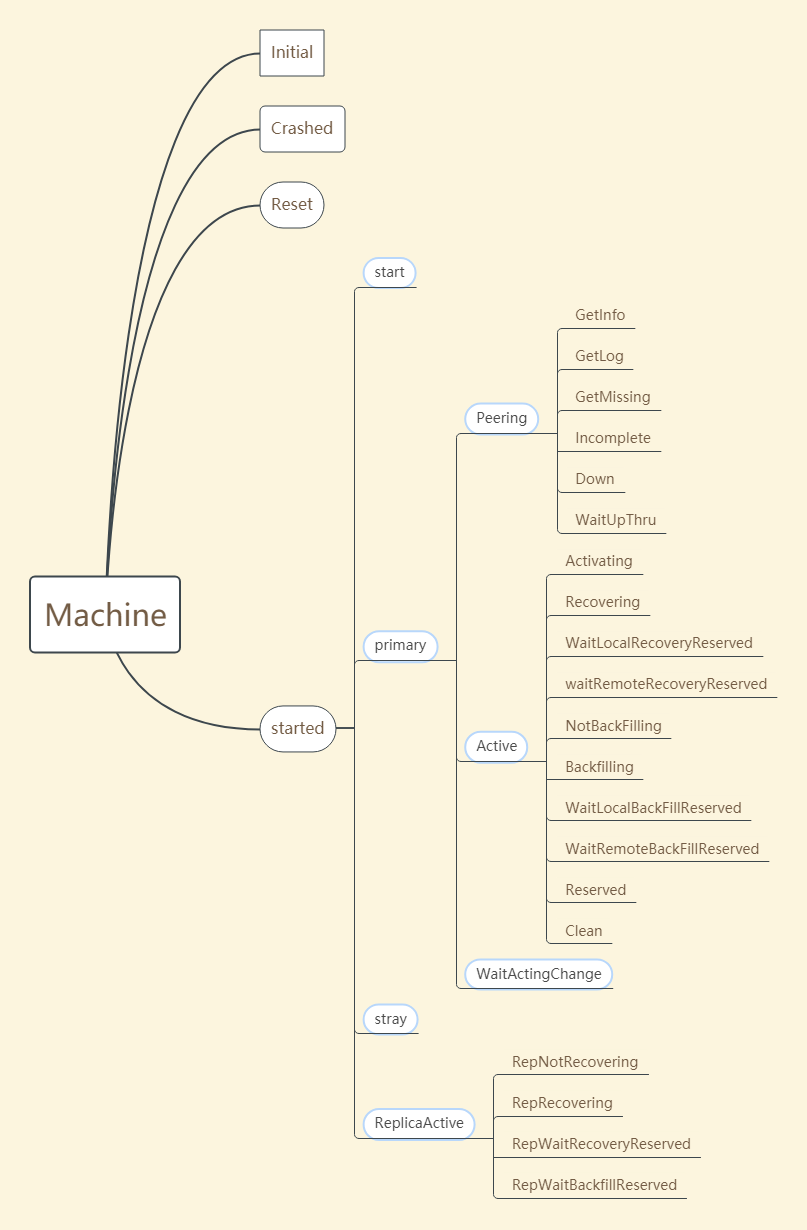 Initial
Crashed
Reset
start
GetInfo
GetLog
GetMissing
Peering
Incomplete
Down
WaitUpThru
Activating
Recovering
Machine
primary
WaitLocalRecoveryReserved
waitRemoteRecoveryReserved
started
NotBackFilling
Active
Backfilling
WaitLocalBackFillReserved
WaitRemoteBackFillReserved
Reserved
Clean
WaitActingChange
stray
RepNotRecovering
RepRecovering
ReplicaActive
RepWaitRecoveryReserved
RepWaitBackfillReserved